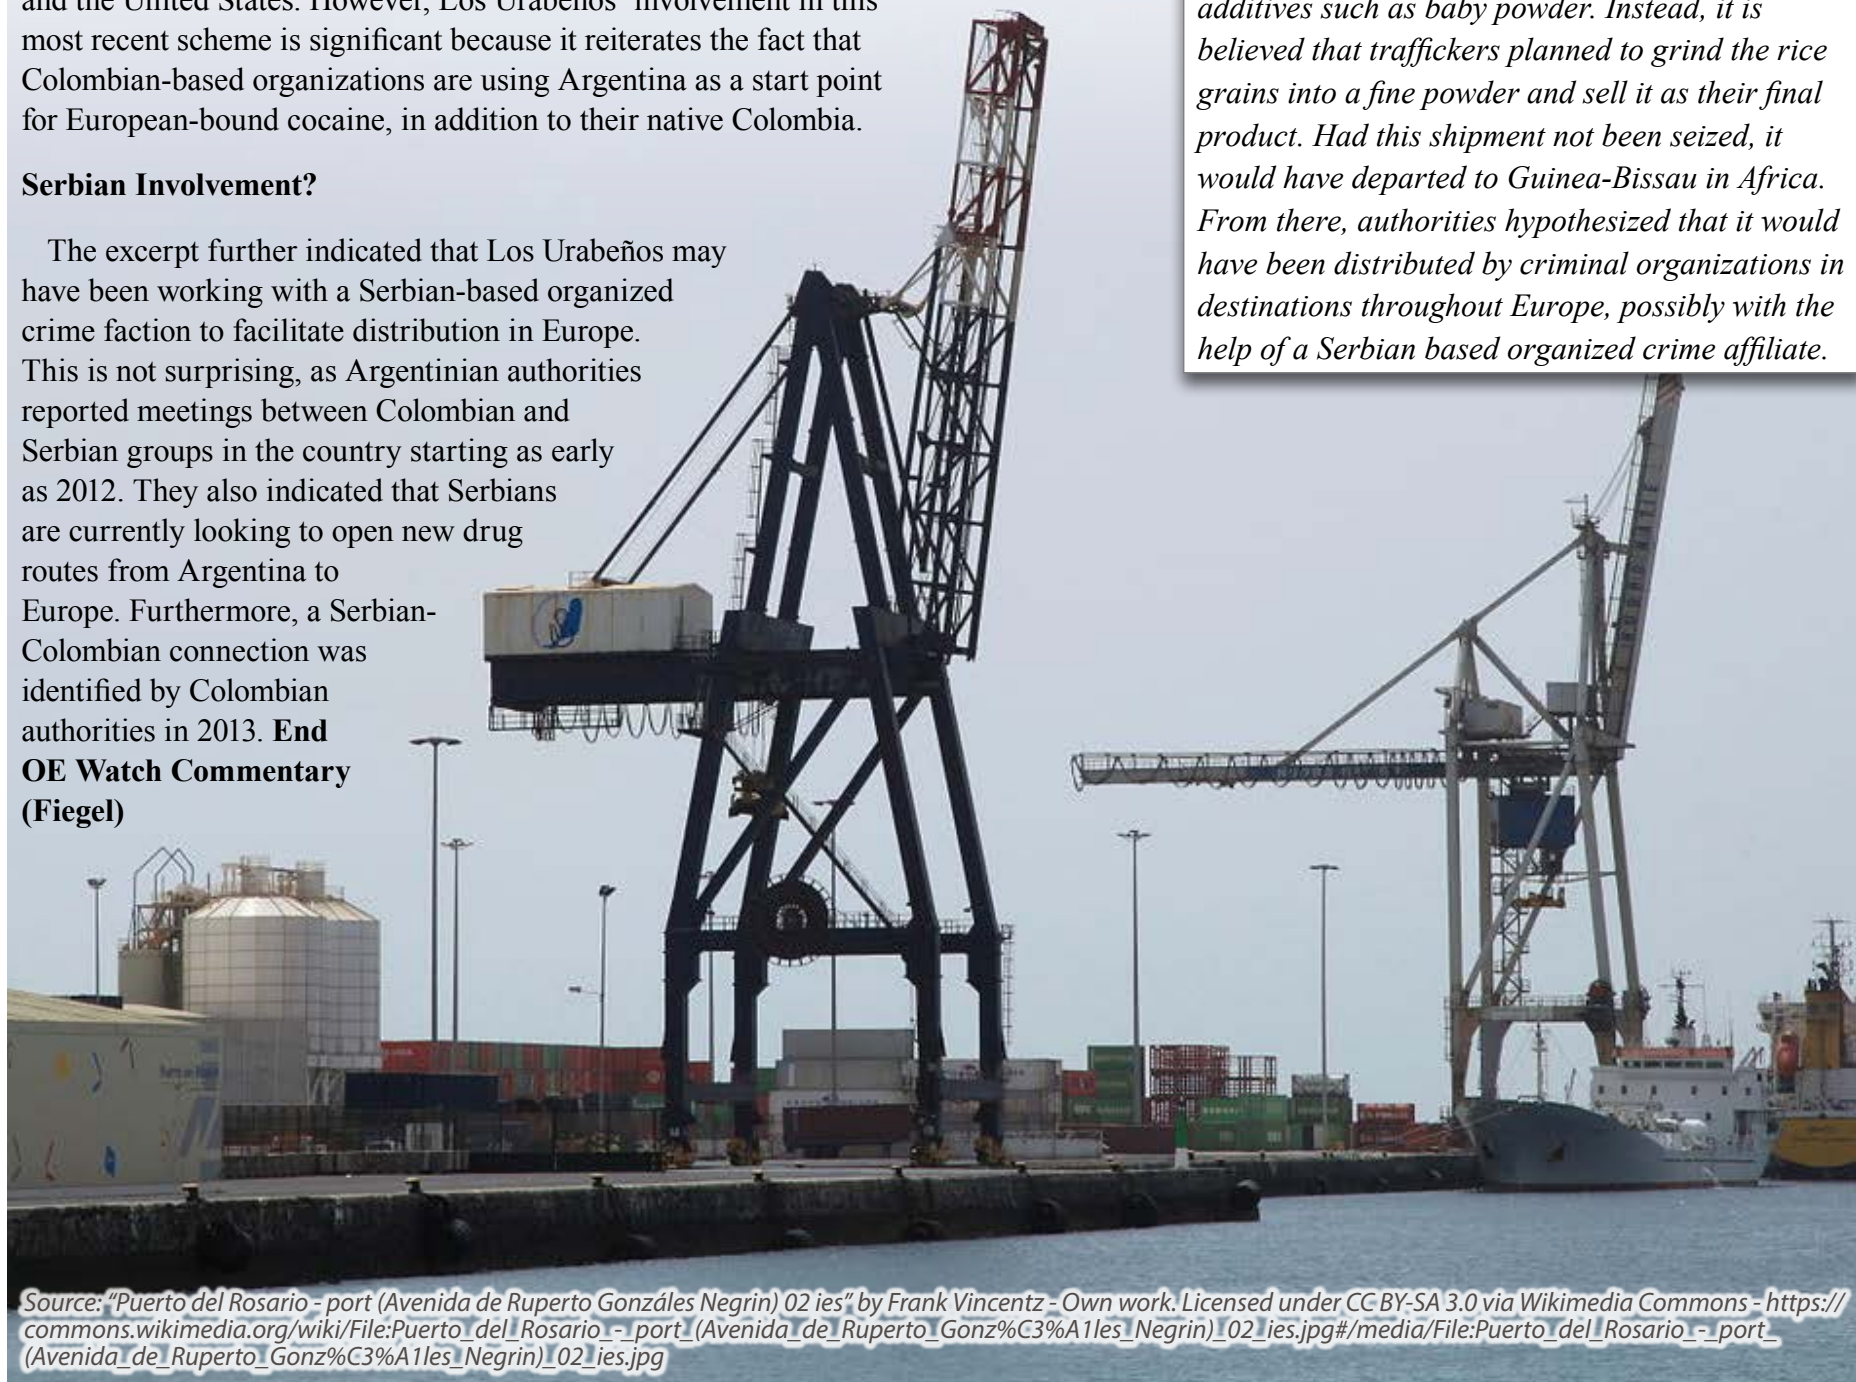 and the United States. However, Los Urabeños' involvement in this
most recent scheme is significant because it reiterates the fact that
Colombian-based organizations are using Argentina as a start point
for European-bound cocaine, in addition to their native Colombia.
Serbian Involvement?
The excerpt further indicated that Los Urabeños may
have been working with a Serbian-based organized
crime faction to facilitate distribution in Europe.
This is not surprising, as Argentinian authorities
reported meetings between Colombian and
Serbian groups in the country starting as early
as 2012. They also indicated that Serbians
are currently looking to open new drug
routes from Argentina to
Europe. Furthermore, a Serbian-
Colombian connection was
identified by Colombian
authorities in 2013. End
OE Watch Commentary
(Fiegel)
additives such as baby powder. Instead, it is
believed that traffickers planned to grind the rice
grains into a fine powder and sell it as their final
product. Had this shipment not been seized, it
would have departed to Guinea-Bissau in Africa.
From there, authorities hypothesized that it would
have been distributed by criminal organizations in
destinations throughout Europe, possibly with the
help of a Serbian based organized crime affiliate.
Source: "Puerto del Rosario - port (Avenida de Ruperto Gonzáles Negrin) 02 ies" by Frank Vincentz - Own work. Licensed under CC BY-SA 3.0 via Wikimedia Commons - https://
commons.wikimedia.org/wiki/File:Puerto_del_Rosario_-_port_(Avenida_de_Ruperto_Gonz%C3%A1les_Negrin)_02_ies.jpg#/media/File:Puerto_del_Rosario_-_port_
(Avenida_de_Ruperto_Gonz%C3%A1les_Negrin)_02_ies.jpg